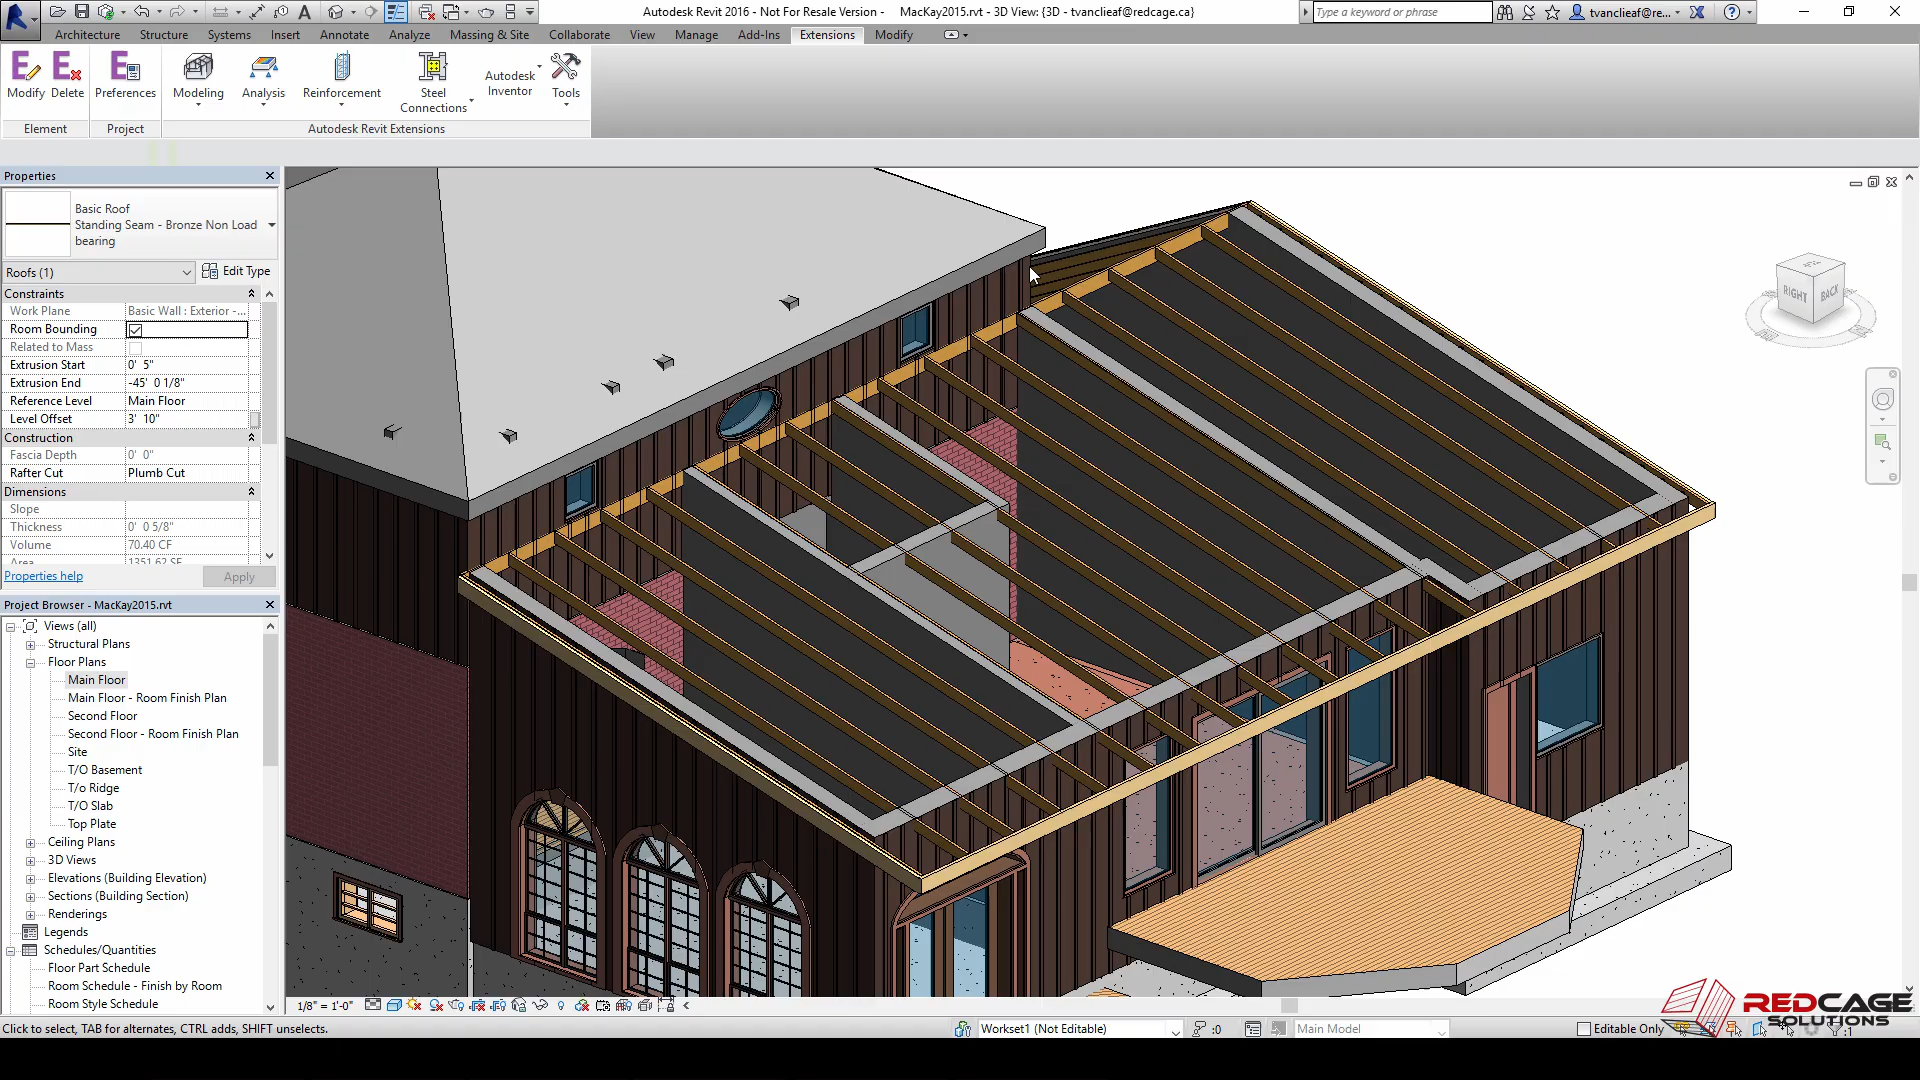 Autodesk Revit 2016 - Not For Resale Version - MacKay2015.rvt - 3D View: {3D - tvanclieaf@redcage.ca}
Type a keyword or phrase
tvanclieaf@re...
Architecture Structure Systems Insert Annotate Analyze Massing & Site Collaborate View Manage Add-Ins Extensions Modify
Modify Delete Preferences Modeling Analysis Reinforcement Steel Connections Autodesk Inventor Tools
Element Project Autodesk Revit Extensions
Properties
Basic Roof
Standing Seam - Bronze Non Load
bearing
Roofs (1) Edit Type
Constraints
Work Plane Basic Wall : Exterior -...
Room Bounding
Related to Mass
Extrusion Start 0' 5"
Extrusion End -45' 0 1/8"
Reference Level Main Floor
Level Offset 3' 10"
Construction
Fascia Depth 0' 0"
Rafter Cut Plumb Cut
Dimensions
Slope
Thickness 0' 0 5/8"
Volume 70.40 CF
Area 1351.62 SF
Properties help Apply
Project Browser - MacKay2015.rvt
Views (all)
Structural Plans
Floor Plans
Main Floor
Main Floor - Room Finish Plan
Second Floor
Second Floor - Room Finish Plan
Site
T/O Basement
T/o Ridge
T/O Slab
Top Plate
Ceiling Plans
3D Views
Elevations (Building Elevation)
Sections (Building Section)
Renderings
Legends
Schedules/Quantities
Floor Part Schedule
Room Schedule - Finish by Room
Room Style Schedule
RIGHT BACK
1/8" = 1'-0"
REDCAGE
SOLUTIONS
Click to select, TAB for alternates, CTRL adds, SHIFT unselects.
Workset1 (Not Editable) :0 Main Model Editable Only :1